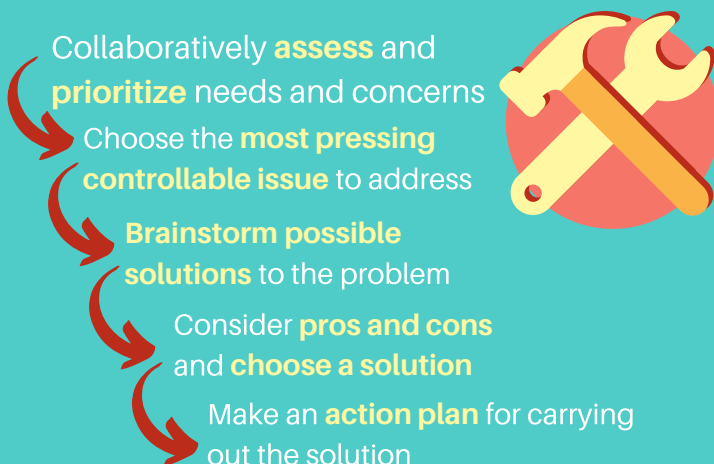 Collaboratively assess and
prioritize needs and concerns
Choose the most pressing
controllable issue to address
Brainstorm possible
solutions to the problem
Consider pros and cons
and choose a solution
Make an action plan for carrying
out the solution